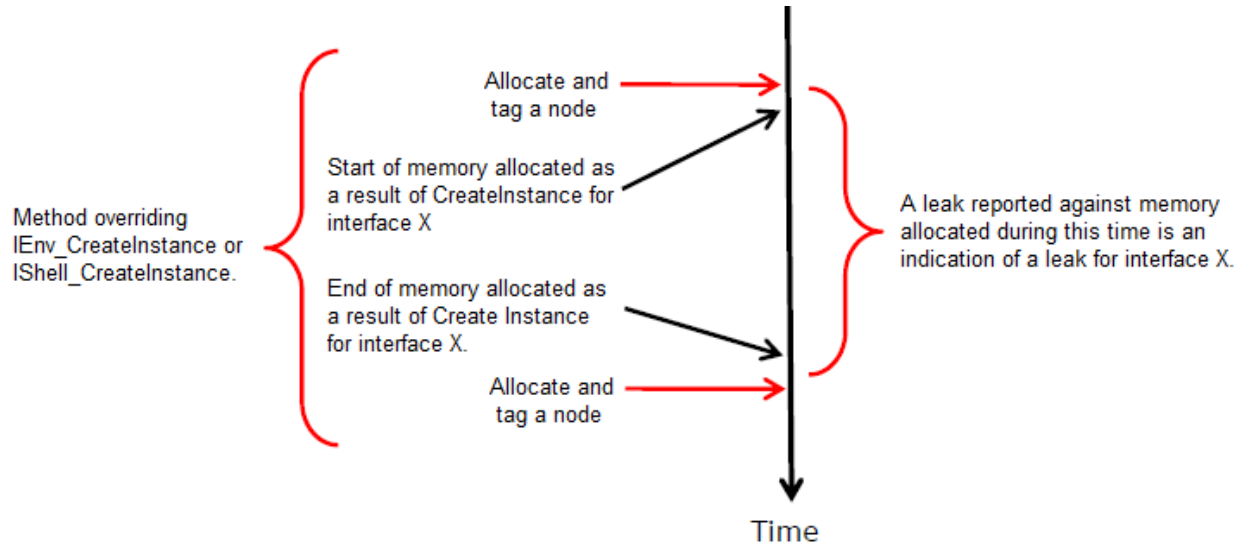 Allocate and
tag a node
Start of memory allocated as
a result of CreateInstance for
interface X
Method overriding
IEnv_CreateInstance or
IShell_CreateInstance.
A leak reported against memory
allocated during this time is an
indication of a leak for interface X.
End of memory allocated as
a result of Create Instance
for interface X.
Allocate and
tag a node
Time